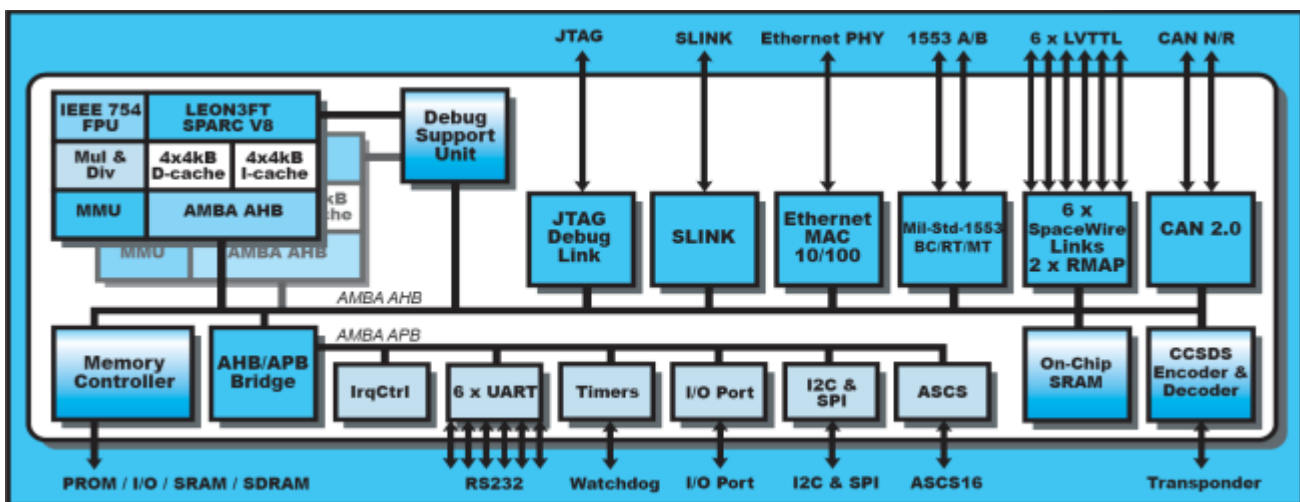 JTAG SLINK Ethernet PHY 1553 A/B 6 x LVTTL CAN N/R
IEEE 754
FPU
LEON3FT
SPARC V8
Mul &
Div
4x4kB
D-cache
4x4kB
I-cache
MMU
AMBA AHB
kB
che
MMU
AMBA AHB
Debug
Support
Unit
JTAG
Debug
Link
SLINK
Ethernet
MAC
10/100
Mil-Std-1553
BC/RT/MT
6 x
SpaceWire
Links
2 x RMAP
CAN 2.0
AMBA AHB
AMBA APB
Memory
Controller
AHB/APB
Bridge
IrqCtrl
6 x UART
Timers
I/O Port
I2C &
SPI
ASCS
On-Chip
SRAM
CCSDS
Encoder &
Decoder
PROM / I/O / SRAM / SDRAM RS232 Watchdog I/O Port I2C & SPI ASCS16 Transponder